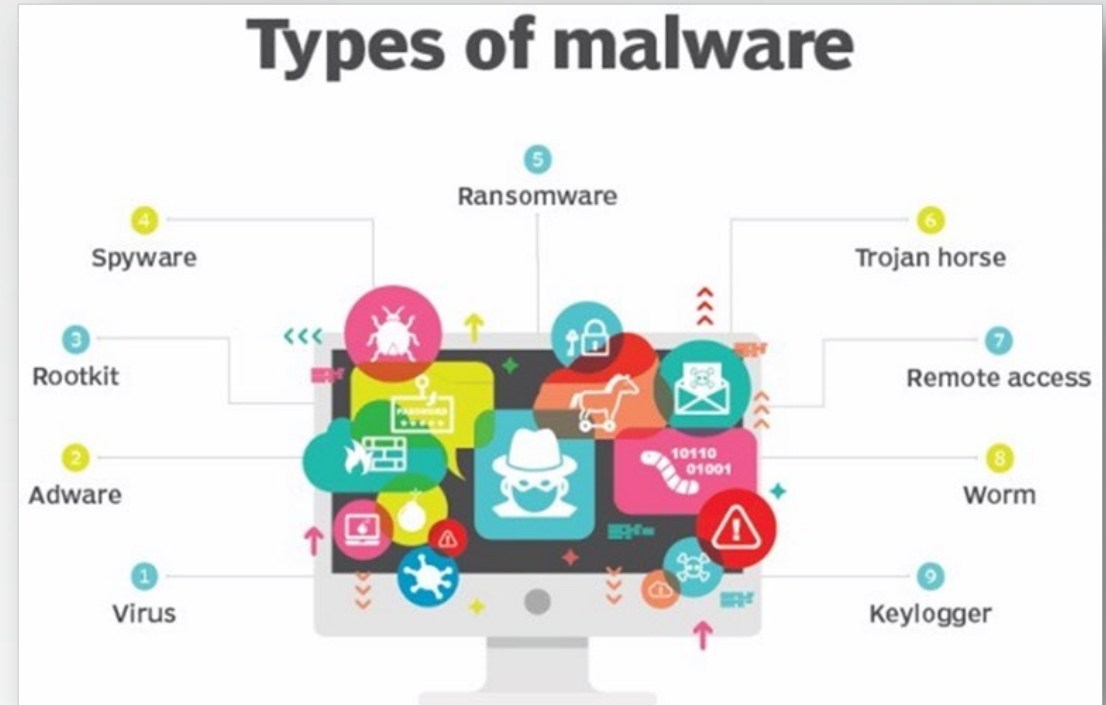 Types of malware
5
Ransomware
4
Spyware
6
Trojan horse
3
Rootkit
7
Remote access
PASSWORD
2
Adware
10110
01001
8
Worm
1
Virus
9
Keylogger